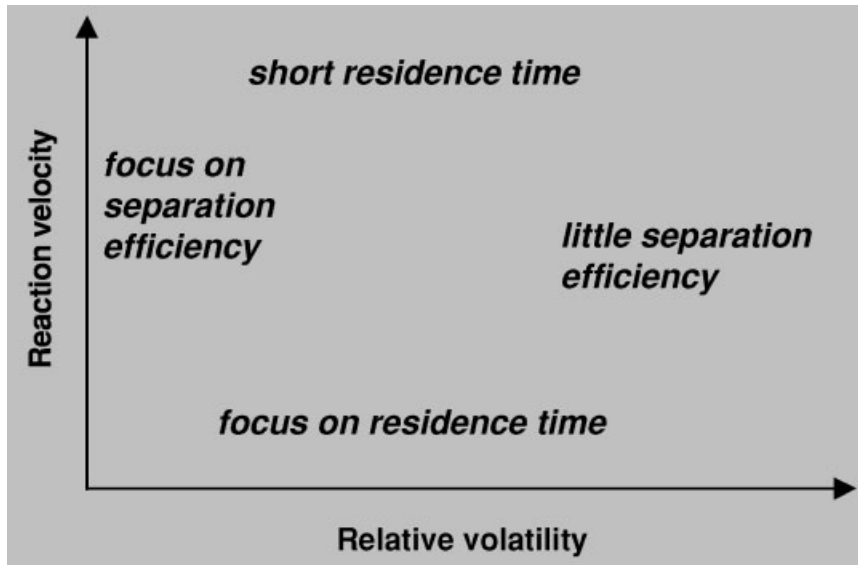 short residence time
focus on
separation
efficiency
little separation
efficiency
focus on residence time
Reaction velocity
Relative volatility